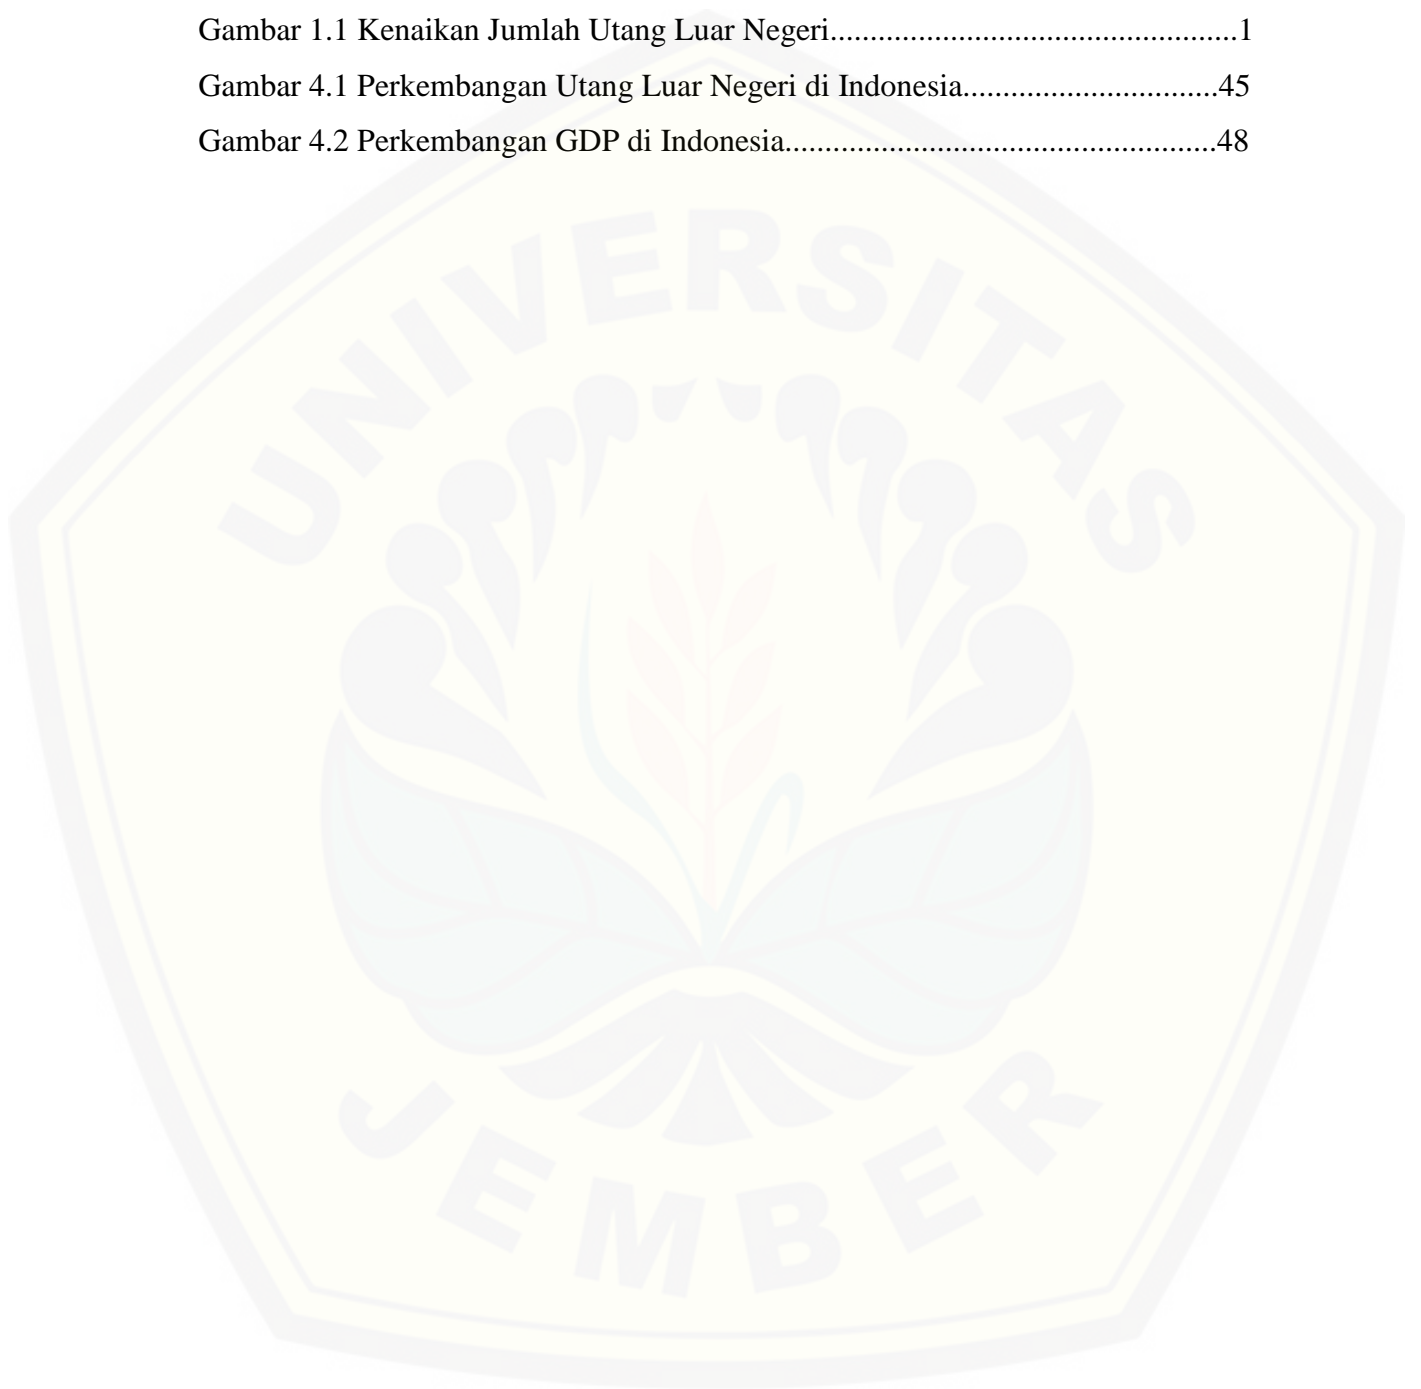 Gambar 1.1 Kenaikan Jumlah Utang Luar Negeri...................................................1
Gambar 4.1 Perkembangan Utang Luar Negeri di Indonesia................................45
Gambar 4.2 Perkembangan GDP di Indonesia......................................................48
UNIVERSITAS
JEMBER